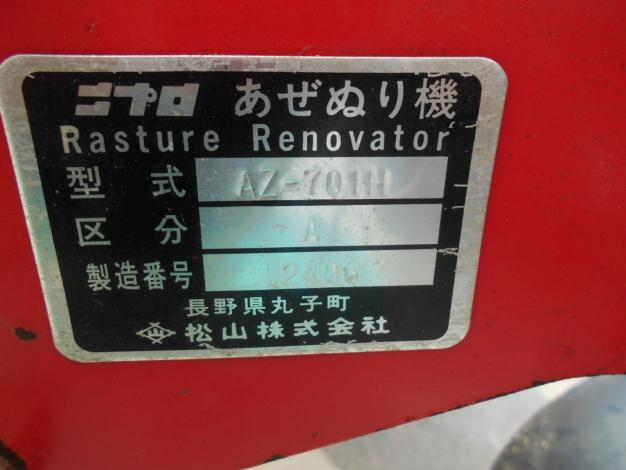 ニプロ あぜぬり機
Rasture Renovator
型式 AZ-701H
区分 A
製造番号
長野県丸子町
松山株式会社